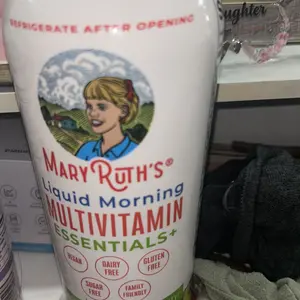 REFRIGERATE AFTER OPENING
MARY RUTH'S®
Liquid Morning
MULTIVITAMIN
ESSENTIALS+
VEGAN
DAIRY FREE
GLUTEN FREE
SUGAR FREE
FAMILY FRIENDLY